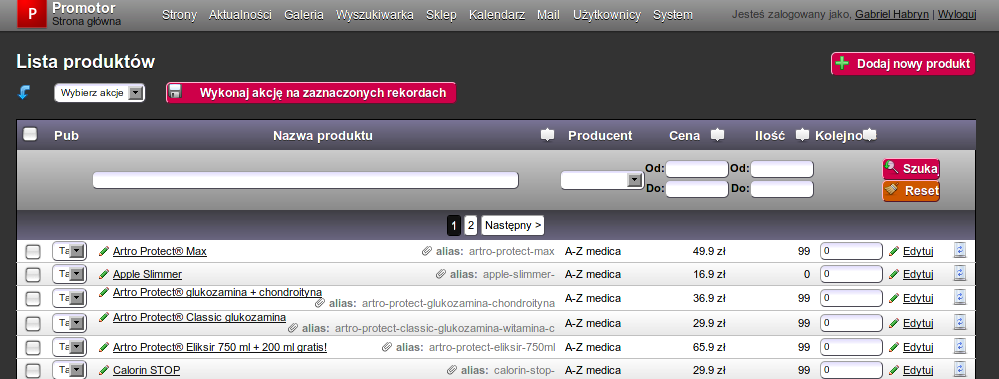 P Promotor
Strona główna
Strony Aktualności Galeria Wyszukiwarka Sklep Kalendarz Mail Użytkownicy System
Jesteś zalogowany jako, Gabriel Habryn | Wyloguj
Lista produktów
Dodaj nowy produkt
Wybierz akcje
Wykonaj akcję na zaznaczonych rekordach
Pub Nazwa produktu Producent Cena Ilość Kolejno
Od: Od: Szukaj
Do: Do: Reset
1 2 Następny >
Ta Artro Protect® Max alias: artro-protect-max A-Z medica 49.9 zł 99 0 Edytuj
Ta Apple Slimmer alias: apple-slimmer- A-Z medica 16.9 zł 0 0 Edytuj
Ta Artro Protect® glukozamina + chondroityna alias: artro-protect-glukozamina-chondroityna A-Z medica 36.9 zł 99 0 Edytuj
Ta Artro Protect® Classic glukozamina alias: artro-protect-classic-glukozamina-witamina-c A-Z medica 29.9 zł 99 0 Edytuj
Ta Artro Protect® Eliksir 750 ml + 200 ml gratis! alias: artro-protect-eliksir-750ml A-Z medica 65.9 zł 99 0 Edytuj
Ta Calorin STOP alias: calorin-stop- A-Z medica 29.9 zł 99 0 Edytuj